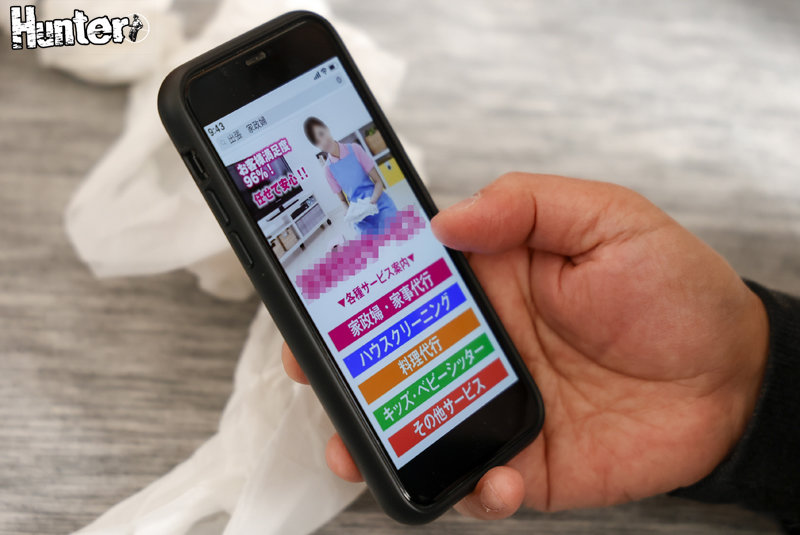 Hunter
9:43
出張 家政婦
お客様満足度
96%!
任せて安心!!
▼各種サービス案内▼
家政婦・家事代行
ハウスクリーニング
料理代行
キッズ・ベビーシッター
その他サービス